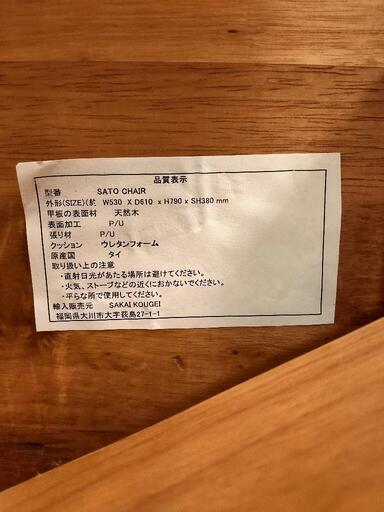 品質表示
型番 SATO CHAIR
外形(SIZE)(約 W530 X D610 x H790 x SH380 mm
甲板の表面材 天然木
表面加工 P/U
張り材 P/U
クッション ウレタンフォーム
原産国 タイ
取り扱い上の注意
・直射日光があたる場所は避けてください。
・火気、ストーブなどの近くにおかないでください。
・平らな所で使用してください。
輸入販売元 SAKAI KOUGEI
福岡県大川市大字荻島27-1-1